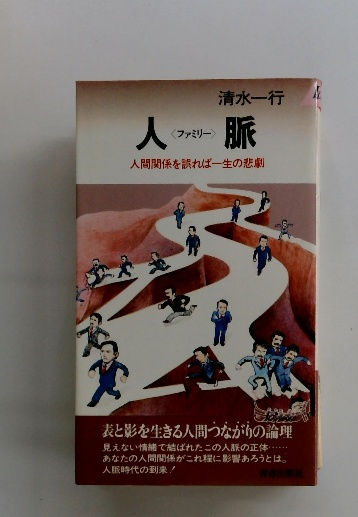 清水一行
人〈ファミリー〉脈
人間関係を誤れば一生の悲劇
表と影を生きる人間つながりの論理
見えない情緒で結ばれたこの人脈の正体……
あなたの人間関係がこれ程に影響あろうとは。
人脈時代の到来！